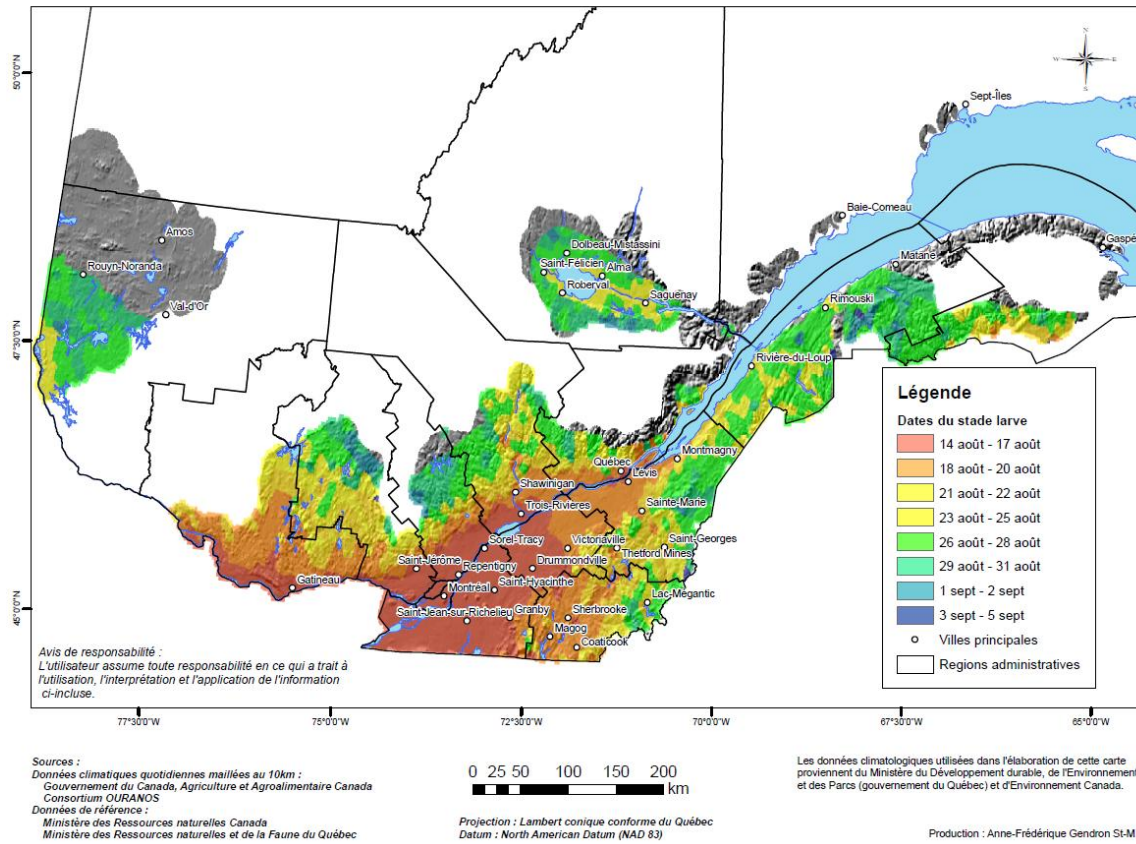 50°0'0"N
47°30'0"N
45°0'0"N
N
W
E
S
Sept-Îles
Baie-Comeau
Gaspé
Matane
Amos
Rouyn-Noranda
Val-d'Or
Dolbeau-Mistassini
Saint-Félicien
Alma
Roberval
Saguenay
Rimouski
Rivière-du-Loup
Montmagny
Québec
Lévis
Shawinigan
Trois-Rivières
Sainte-Marie
Sorel-Tracy
Victoriaville
Saint-Georges
Thetford Mines
Saint-Jérôme
Drummondville
Repentigny
Gatineau
Montréal
Saint-Hyacinthe
Lac-Mégantic
Saint-Jean-sur-Richelieu
Granby
Sherbrooke
Magog
Coaticook
Légende
Dates du stade larve
14 août - 17 août
18 août - 20 août
21 août - 22 août
23 août - 25 août
26 août - 28 août
29 août - 31 août
1 sept - 2 sept
3 sept - 5 sept
Villes principales
Regions administratives
Avis de responsabilité :
L'utilisateur assume toute responsabilité en ce qui a trait à
l'utilisation, l'interprétation et l'application de l'information
ci-incluse.
77°30'0"W
75°0'0"W
72°30'0"W
70°0'0"W
67°30'0"W
65°0'0"W
Sources :
Données climatiques quotidiennes maillées au 10km :
Gouvernement du Canada, Agriculture et Agroalimentaire Canada
Consortium OURANOS
Données de référence :
Ministère des Ressources naturelles Canada
Ministère des Ressources naturelles et de la Faune du Québec
0 25 50 100 150 200
km
Projection : Lambert conique conforme du Québec
Datum : North American Datum (NAD 83)
Les données climatologiques utilisées dans l'élaboration de cette carte
proviennent du Ministère du Développement durable, de l'Environnement
et des Parcs (gouvernement du Québec) et d'Environnement Canada.
Production : Anne-Frédérique Gendron St-M